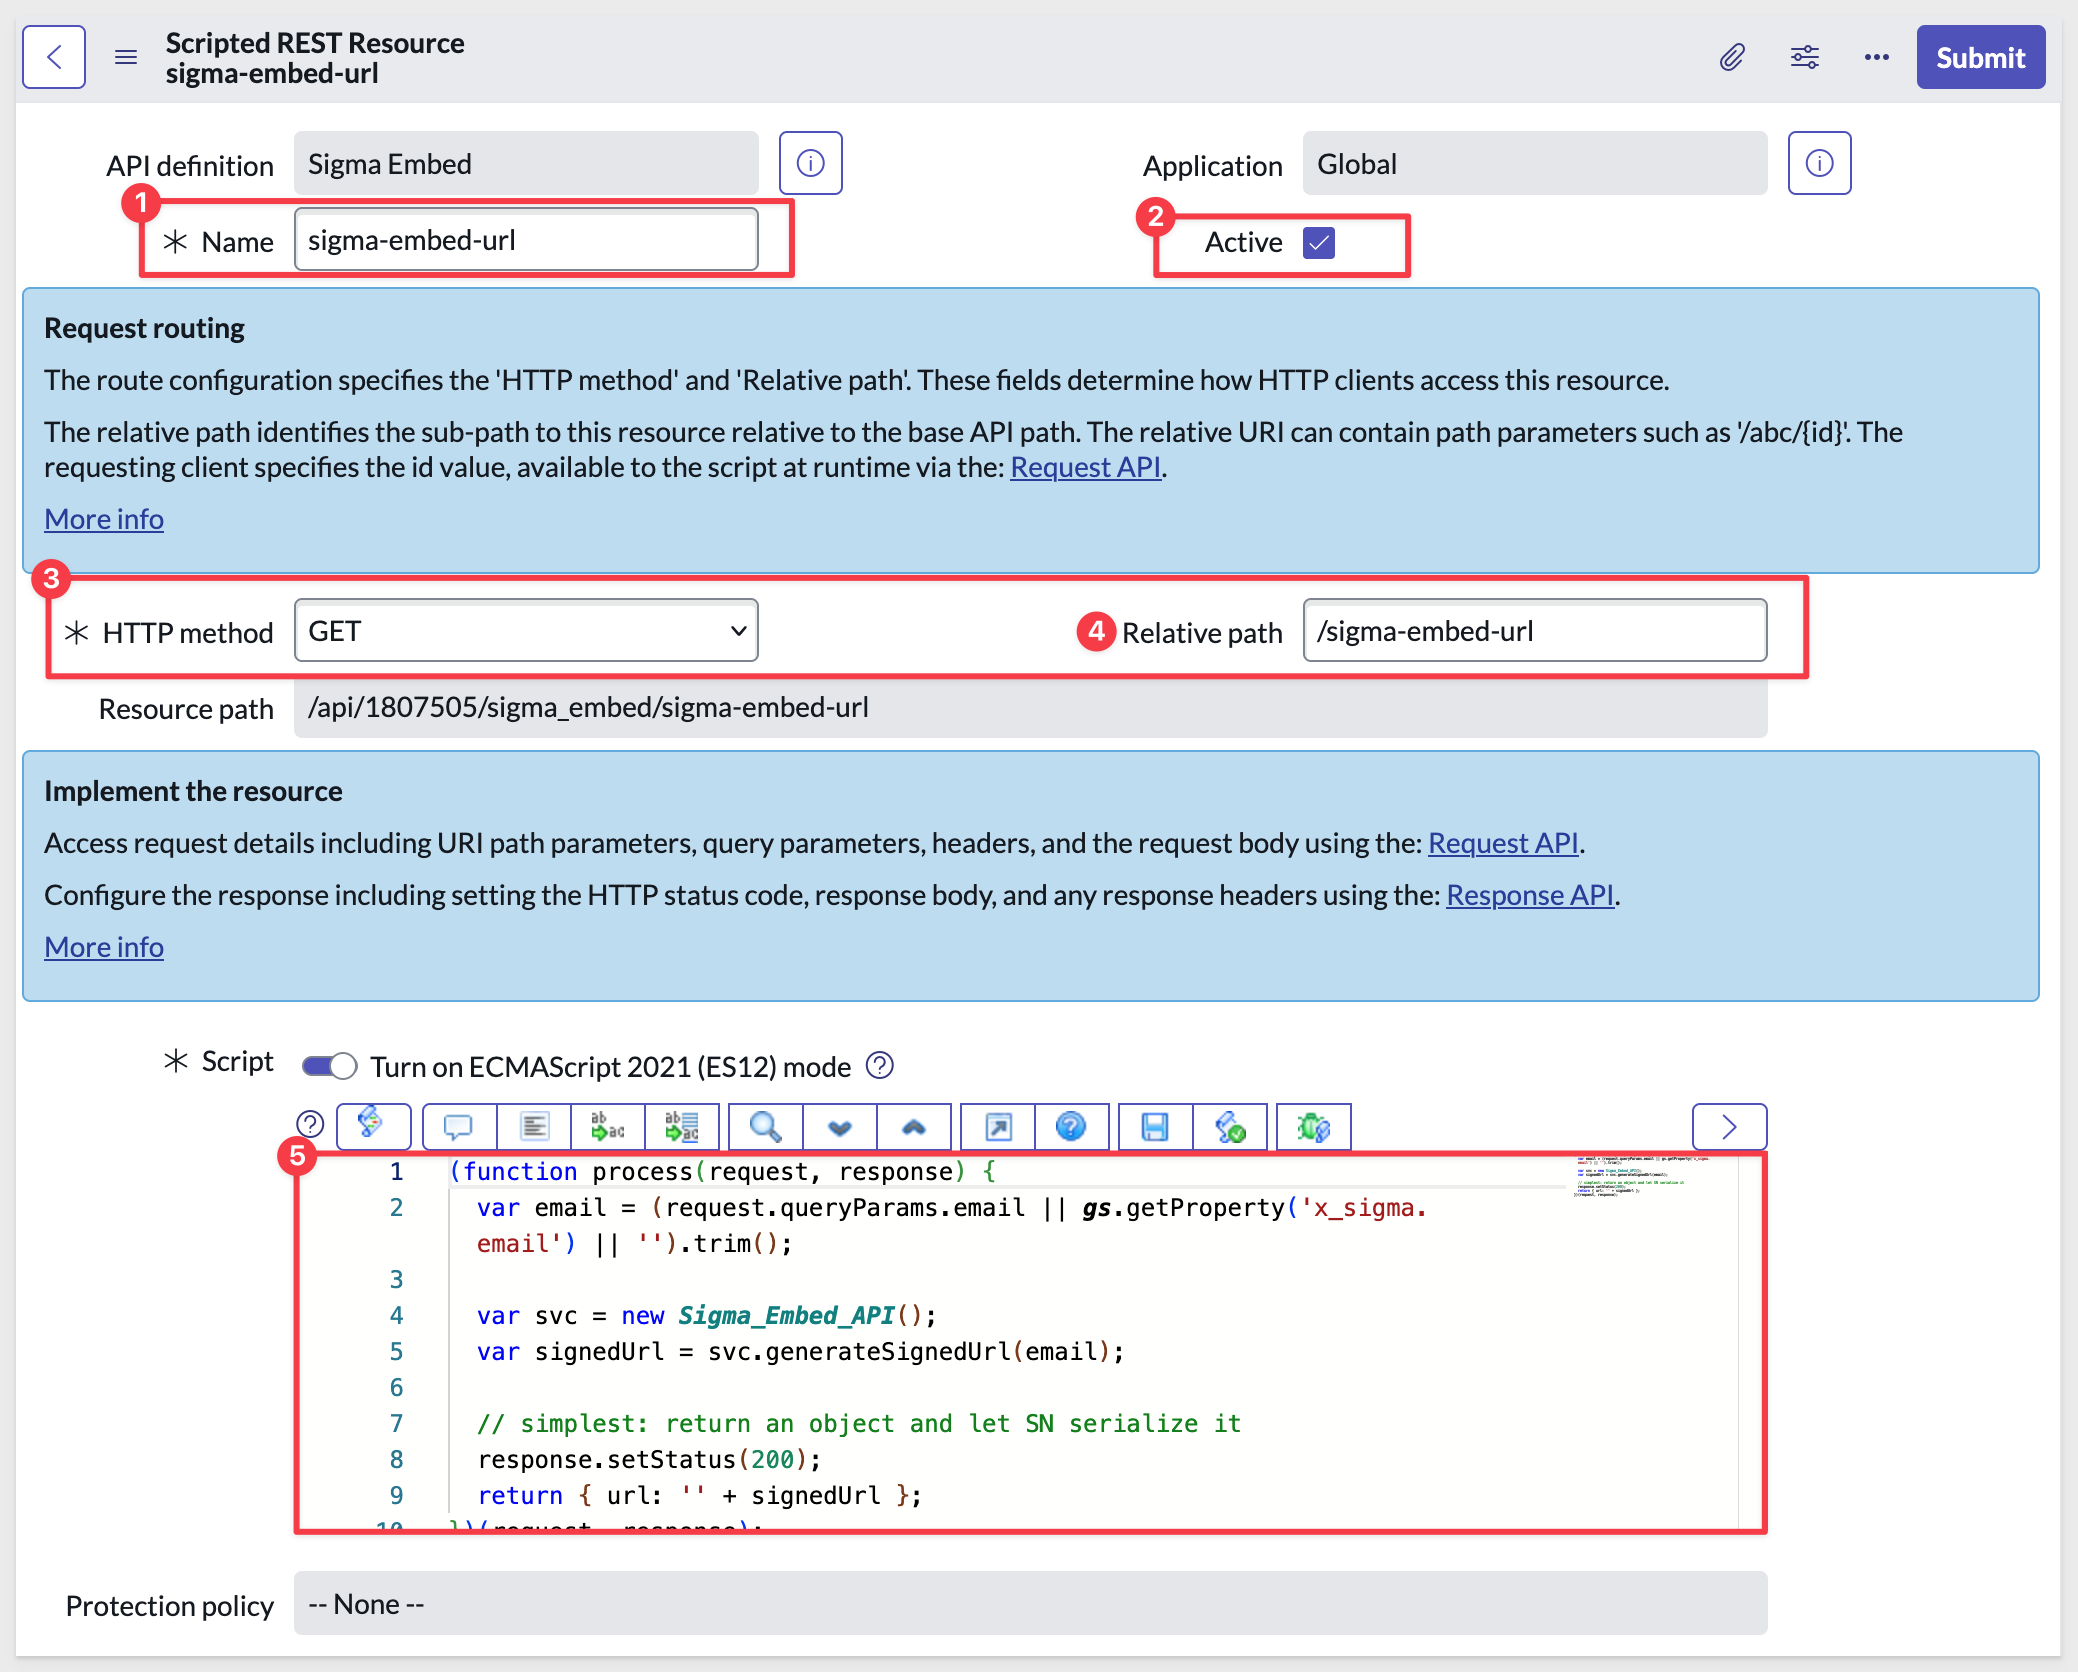 Scripted REST Resource
sigma-embed-url
Submit
API definition
Sigma Embed
Application
Global
1
* Name
sigma-embed-url
2
Active
Request routing
The route configuration specifies the 'HTTP method' and 'Relative path'. These fields determine how HTTP clients access this resource.
The relative path identifies the sub-path to this resource relative to the base API path. The relative URI can contain path parameters such as '/abc/{id}'. The
requesting client specifies the id value, available to the script at runtime via the: Request API.
More info
3
* HTTP method
GET
4
Relative path
/sigma-embed-url
Resource path
/api/1807505/sigma_embed/sigma-embed-url
Implement the resource
Access request details including URI path parameters, query parameters, headers, and the request body using the: Request API.
Configure the response including setting the HTTP status code, response body, and any response headers using the: Response API.
More info
* Script
Turn on ECMAScript 2021 (ES12) mode
5
1 (function process(request, response) {
2 var email = (request.queryParams.email || gs.getProperty('x_sigma.
email') || '').trim();
3
4 var svc = new Sigma_Embed_API();
5 var signedUrl = svc.generateSignedUrl(email);
6
7 // simplest: return an object and let SN serialize it
8 response.setStatus(200);
9 return { url: '' + signedUrl };
10 })(request, response);
Protection policy
-- None --